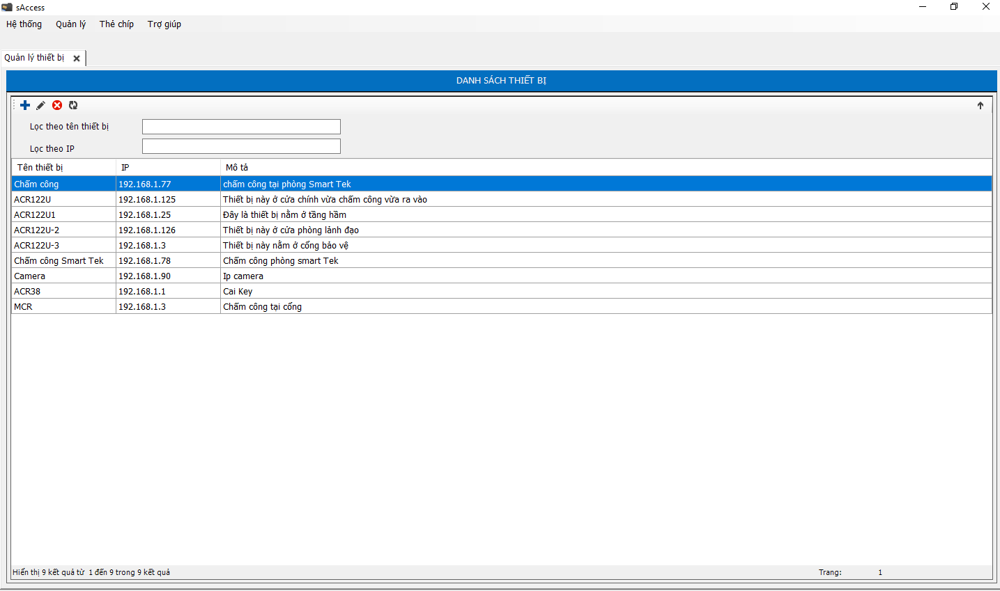 sAccess
Hệ thống Quản lý Thẻ chíp Trợ giúp
Quản lý thiết bị
DANH SÁCH THIẾT BỊ
Lọc theo tên thiết bị
Lọc theo IP
Tên thiết bị IP Mô tả
Chấm công 192.168.1.77 chấm công tại phòng Smart Tek
ACR122U 192.168.1.125 Thiết bị này ở cửa chính vừa chấm công vừa ra vào
ACR122U1 192.168.1.25 Đây là thiết bị nằm ở tầng hầm
ACR122U-2 192.168.1.126 Thiết bị này ở cửa phòng lảnh đạo
ACR122U-3 192.168.1.3 Thiết bị này nằm ở cổng bảo vệ
Chấm công Smart Tek 192.168.1.78 Chấm công phòng smart Tek
Camera 192.168.1.90 Ip camera
ACR38 192.168.1.1 Cai Key
MCR 192.168.1.3 Chấm công tại cổng
Hiển thị 9 kết quả từ 1 đến 9 trong 9 kết quả Trang: 1